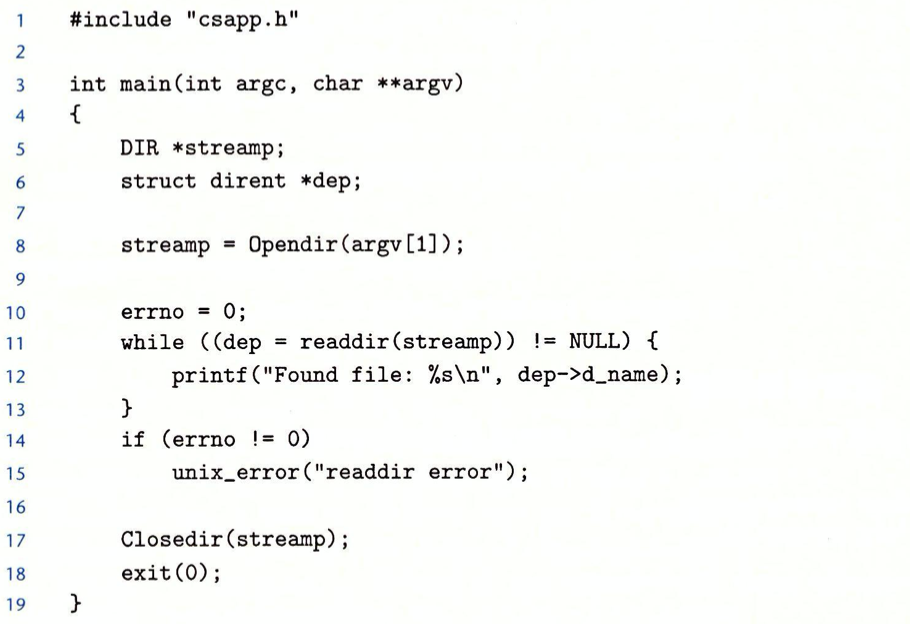 1 #include "csapp.h"
2
3 int main(int argc, char **argv)
4 {
5 DIR *streamp;
6 struct dirent *dep;
7
8 streamp = Opendir(argv[1]);
9
10 errno = 0;
11 while ((dep = readdir(streamp)) != NULL) {
12 printf("Found file: %s\n", dep->d_name);
13 }
14 if (errno != 0)
15 unix_error("readdir error");
16
17 Closedir(streamp);
18 exit(0);
19 }